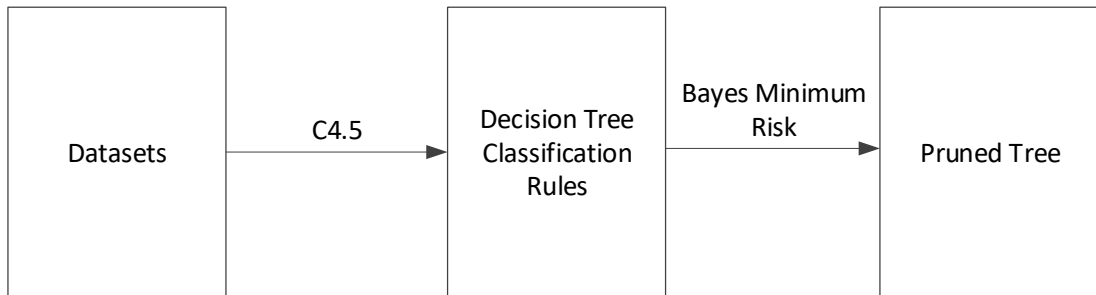 Datasets
C4.5
Decision Tree
Classification
Rules
Bayes Minimum
Risk
Pruned Tree